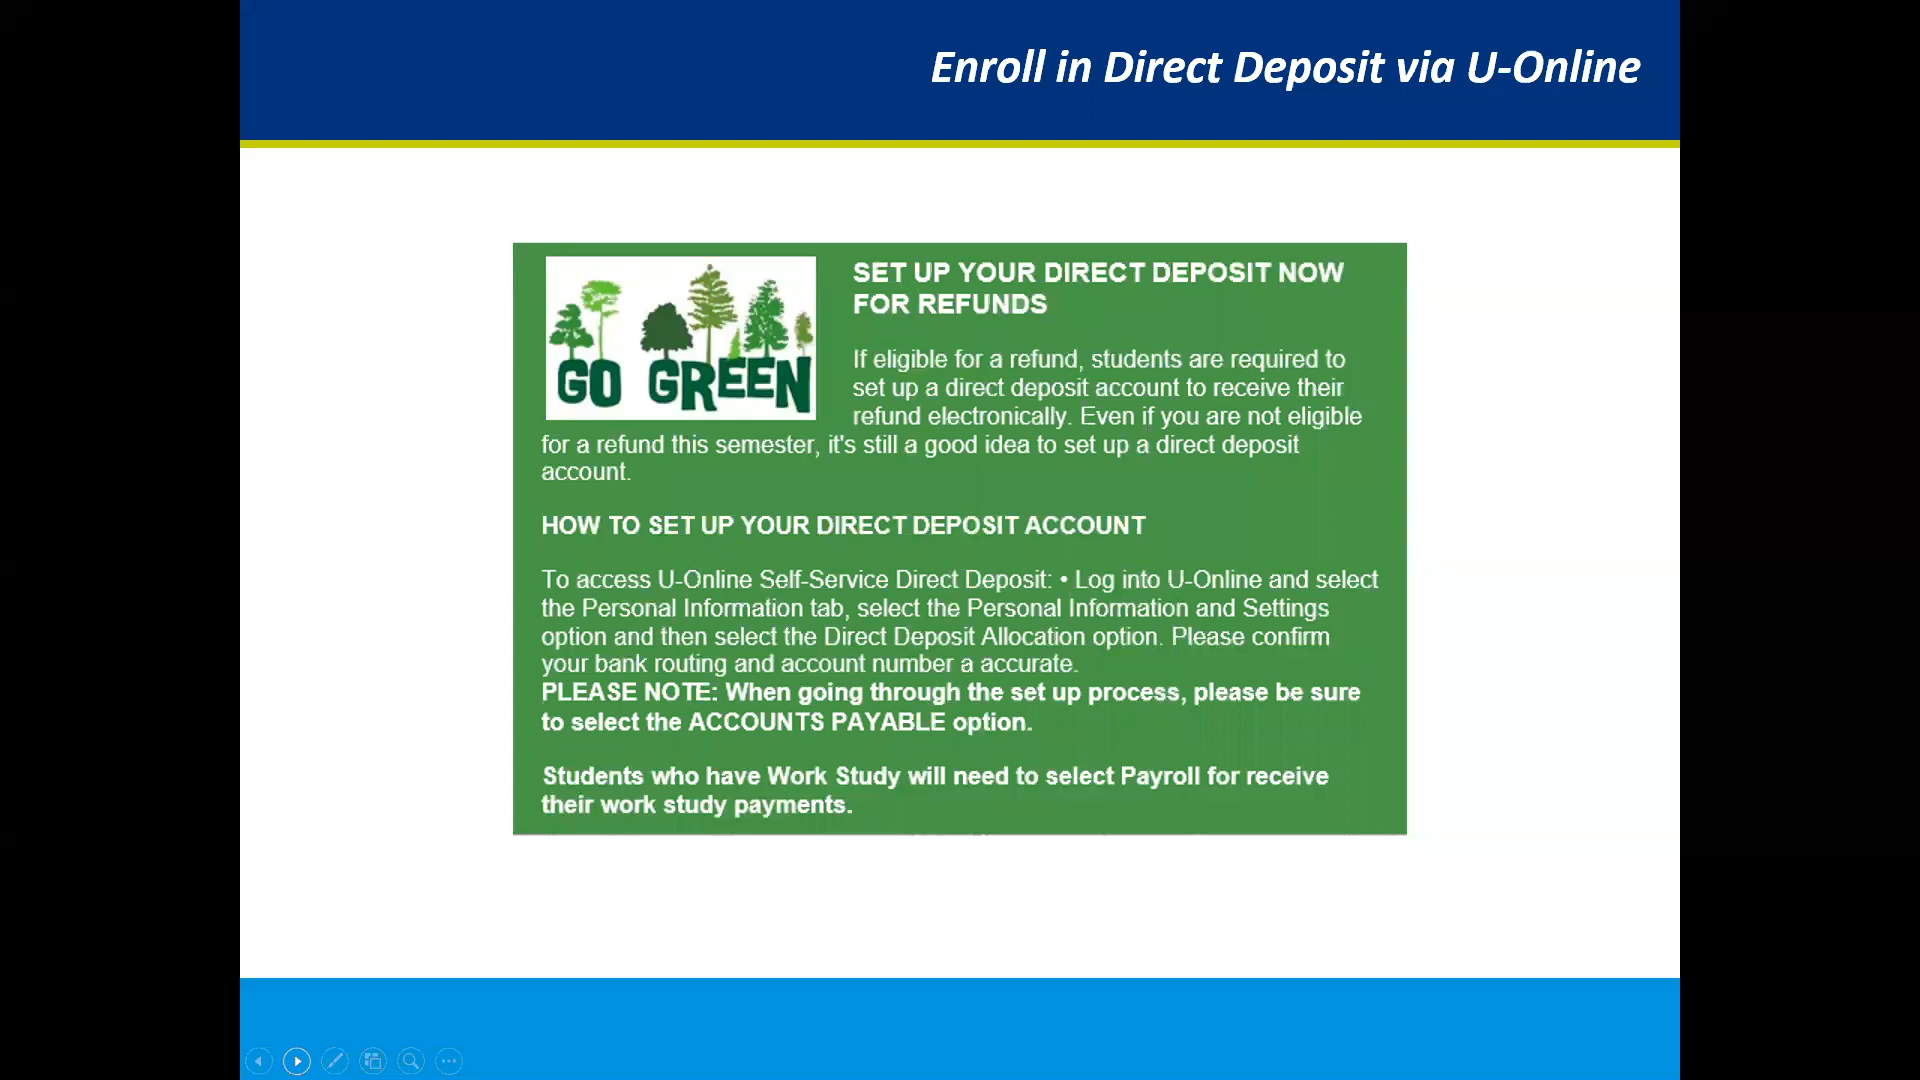 Enroll in Direct Deposit via U-Online
GO GREEN
SET UP YOUR DIRECT DEPOSIT NOW
FOR REFUNDS
If eligible for a refund, students are required to
set up a direct deposit account to receive their
refund electronically. Even if you are not eligible
for a refund this semester, it's still a good idea to set up a direct deposit
account.
HOW TO SET UP YOUR DIRECT DEPOSIT ACCOUNT
To access U-Online Self-Service Direct Deposit: • Log into U-Online and select
the Personal Information tab, select the Personal Information and Settings
option and then select the Direct Deposit Allocation option. Please confirm
your bank routing and account number a accurate.
PLEASE NOTE: When going through the set up process, please be sure
to select the ACCOUNTS PAYABLE option.
Students who have Work Study will need to select Payroll for receive
their work study payments.